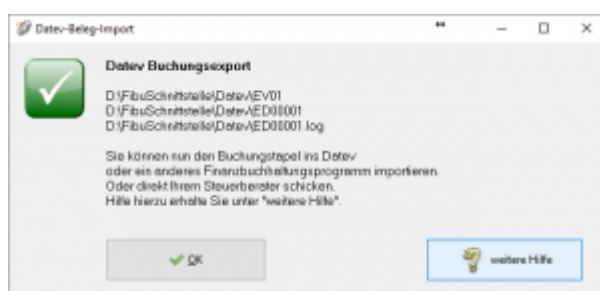 Datev-Beleg-Import
Datev Buchungsexport
D:\FibuSchnittstelle\Datev\EV01
D:\FibuSchnittstelle\Datev\ED00001
D:\FibuSchnittstelle\Datev\ED00001.log
Sie können nun den Buchungstapel ins Datev
oder ein anderes Finanzbuchhaltungsprogramm importieren.
Oder direkt Ihrem Steuerberater schicken.
Hilfe hierzu erhalte Sie unter "weitere Hilfe".
OK
weitere Hilfe